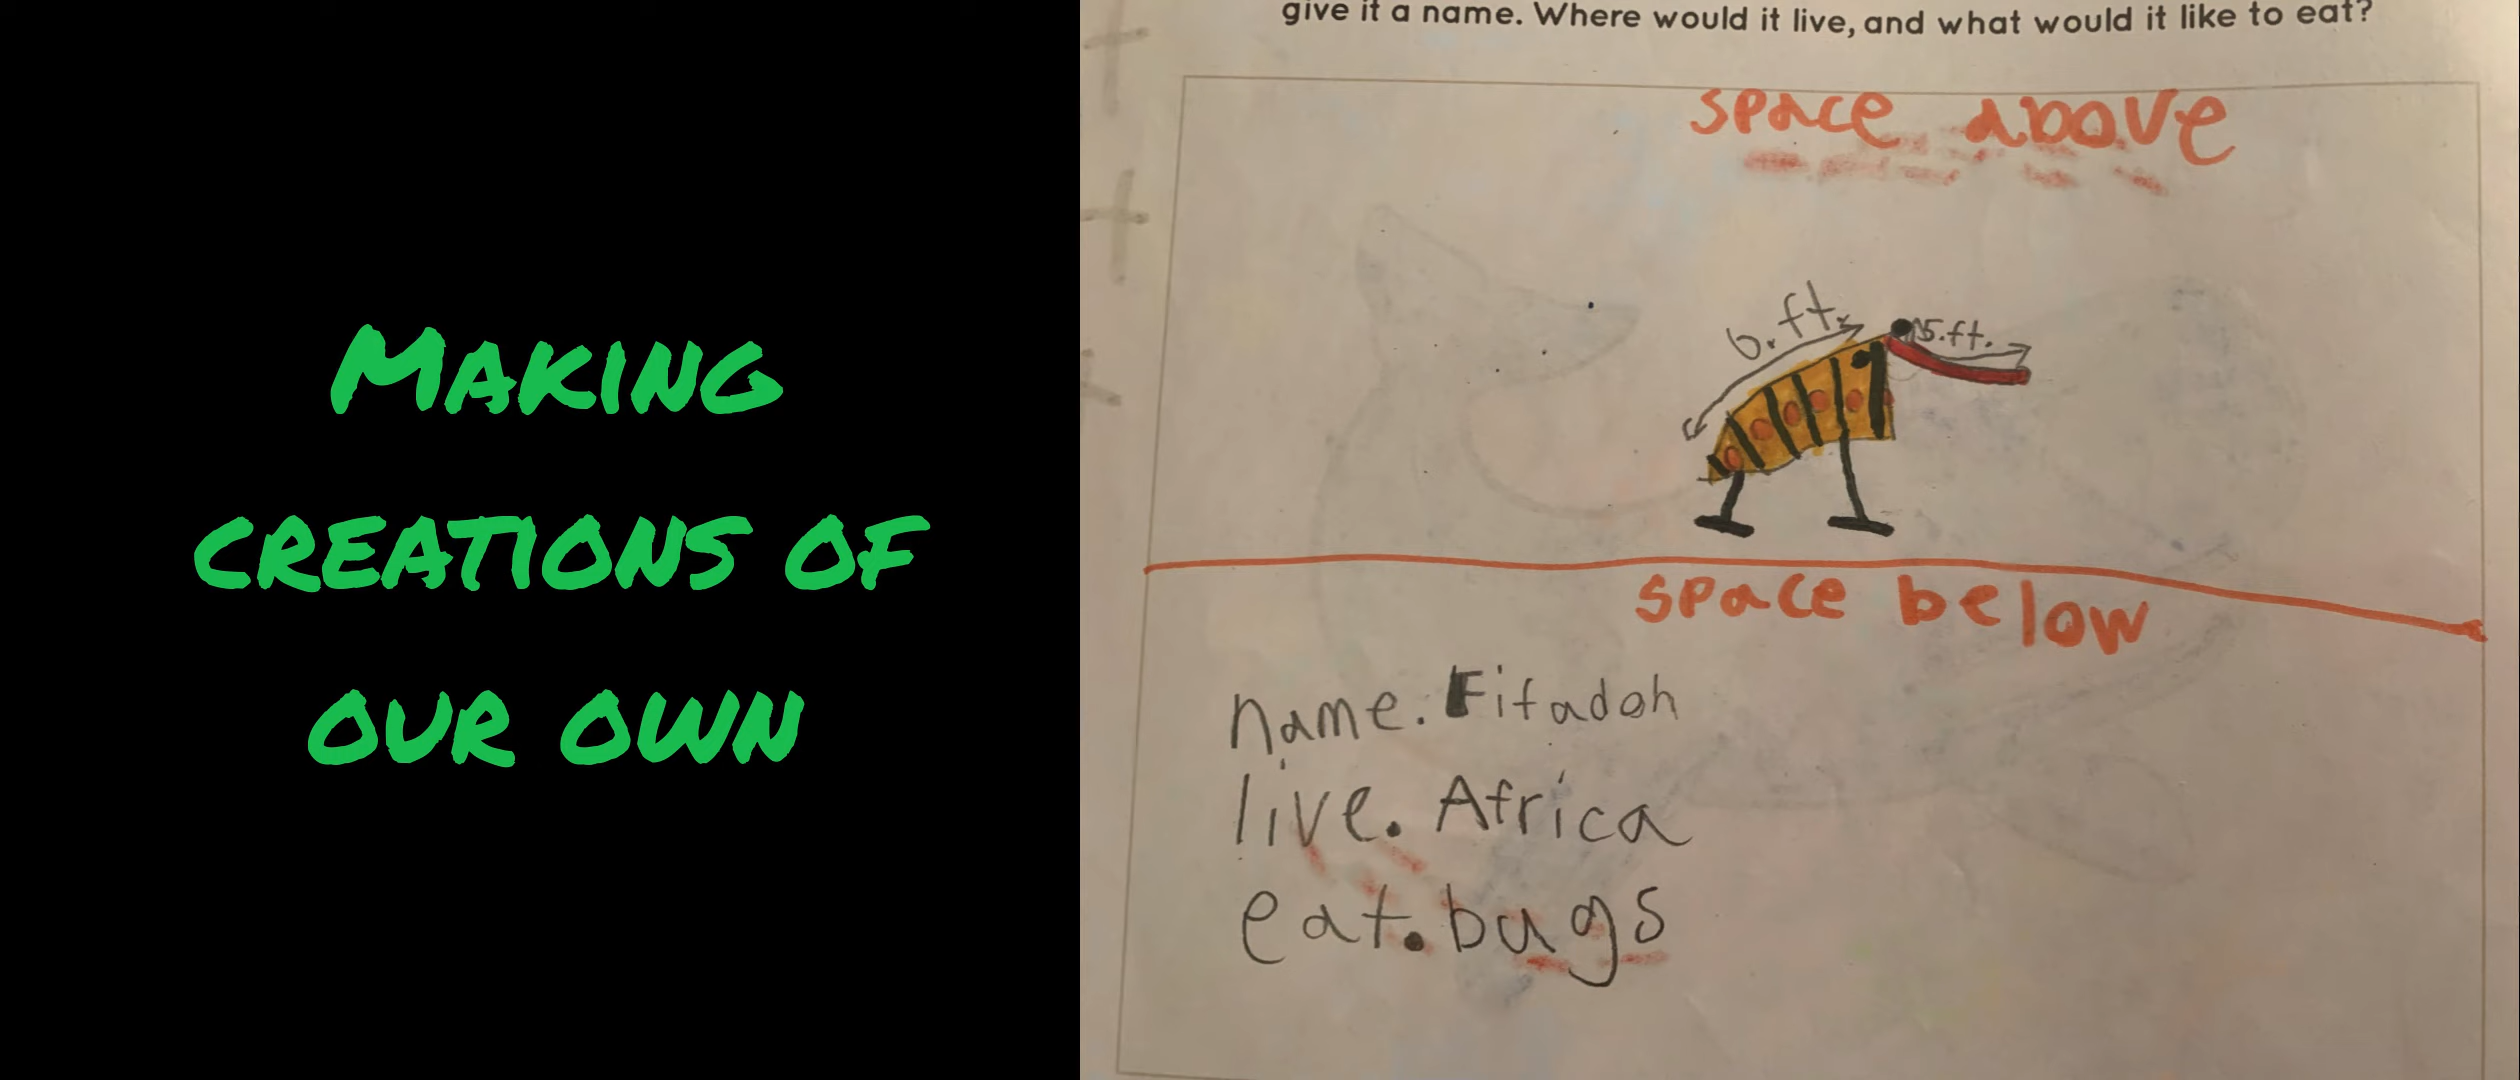 Making
creations of
our own
give it a name. Where would it live, and what would it like to eat?
space above
6.ft.
15.ft.
space below
name. Fifadoh
live. Africa
eat. bugs